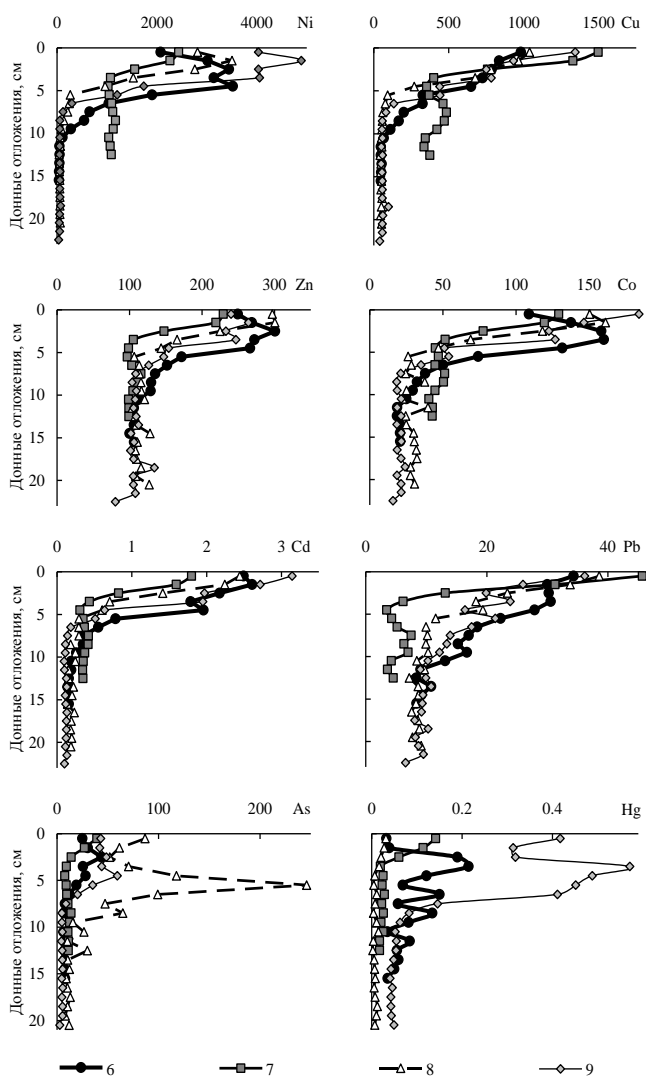 0 2000 4000 Ni
0 500 1000 1500 Cu
Донные отложения, см
0
5
10
15
20
0 100 200 300 Zn
0 50 100 150 Co
Донные отложения, см
0
5
10
15
20
0 1 2 3 Cd
0 20 40 Pb
Донные отложения, см
0
5
10
15
20
0 100 200 As
0 0.2 0.4 Hg
Донные отложения, см
0
5
10
15
20
6 7 8 9